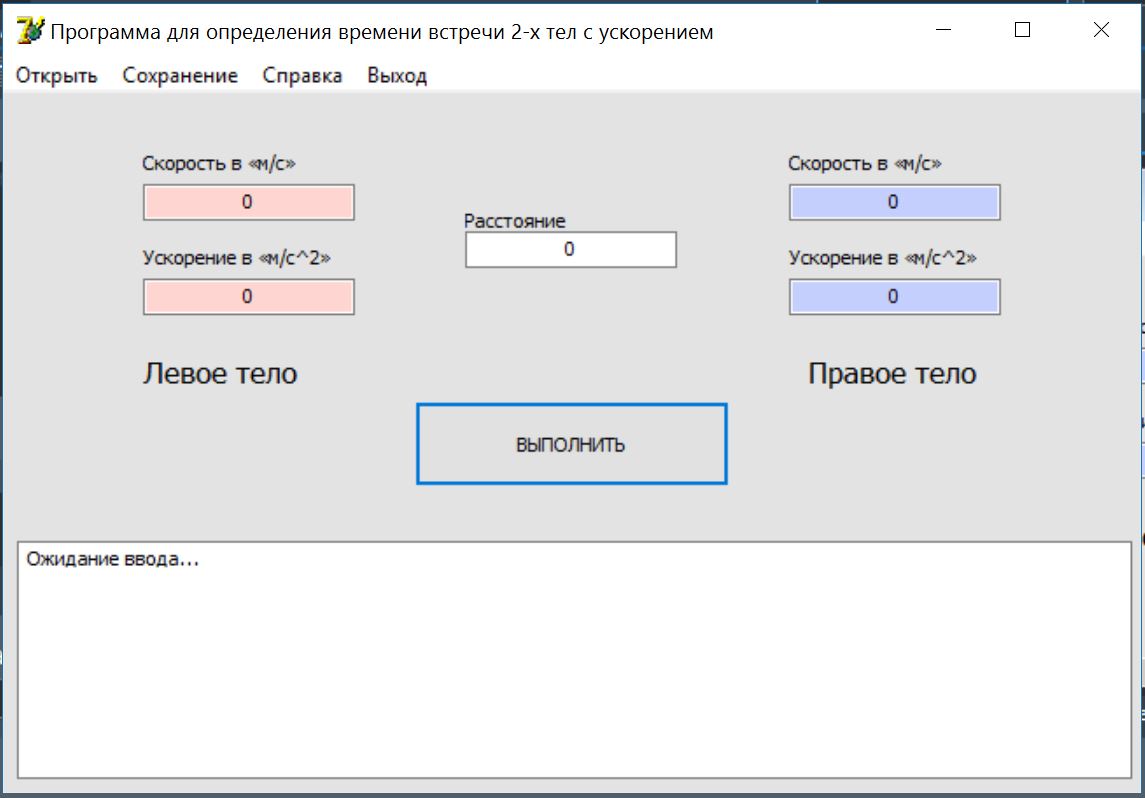 Программа для определения времени встречи 2-х тел с ускорением
Открыть Сохранение Справка Выход
Скорость в «м/с»
0
Ускорение в «м/с^2»
0
Левое тело
Расстояние
0
Скорость в «м/с»
0
Ускорение в «м/с^2»
0
Правое тело
ВЫПОЛНИТЬ
Ожидание ввода...